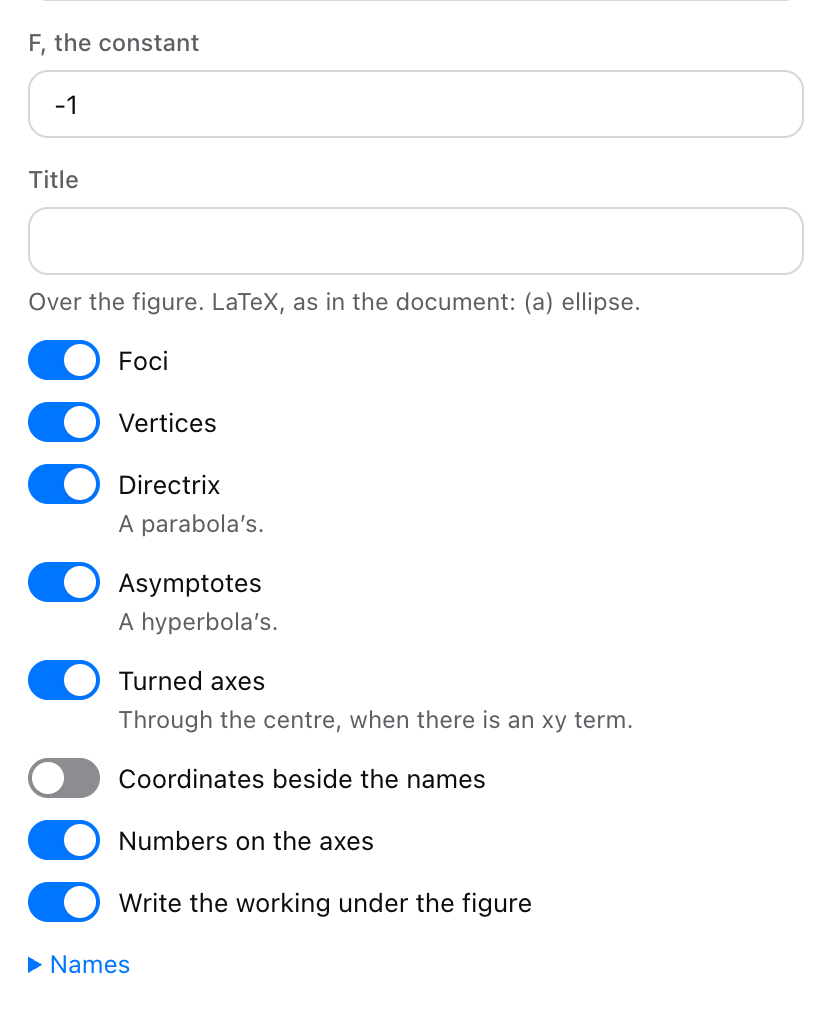 F, the constant
-1
Title
Over the figure. LaTeX, as in the document: (a) ellipse.
Foci
Vertices
Directrix
A parabola’s.
Asymptotes
A hyperbola’s.
Turned axes
Through the centre, when there is an xy term.
Coordinates beside the names
Numbers on the axes
Write the working under the figure
Names